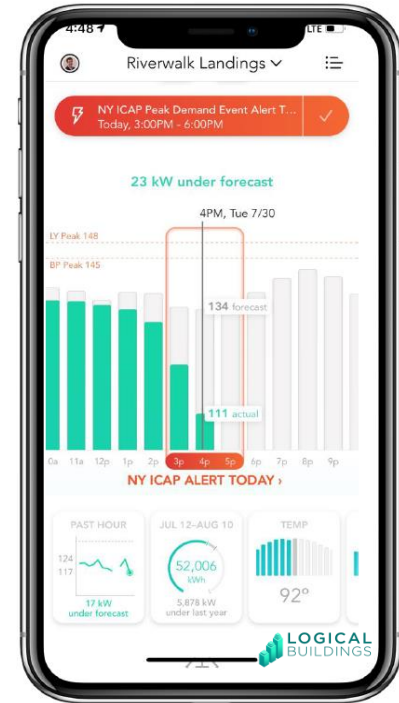 4:48
LTE
Riverwalk Landings
NY ICAP Peak Demand Event Alert T...
Today, 3:00PM - 6:00PM
23 kW under forecast
4PM, Tue 7/30
LY Peak 148
BP Peak 145
134 forecast
111 actual
0a 11a 12p 1p 2p 3p 4p 5p 6p 7p 8p 9p
NY ICAP ALERT TODAY ›
PAST HOUR
JUL 12-AUG 10
TEMP
124
117
52,006
kWh
17 kW
under forecast
5,878 kW
under last year
92°
LOGICAL
BUILDINGS